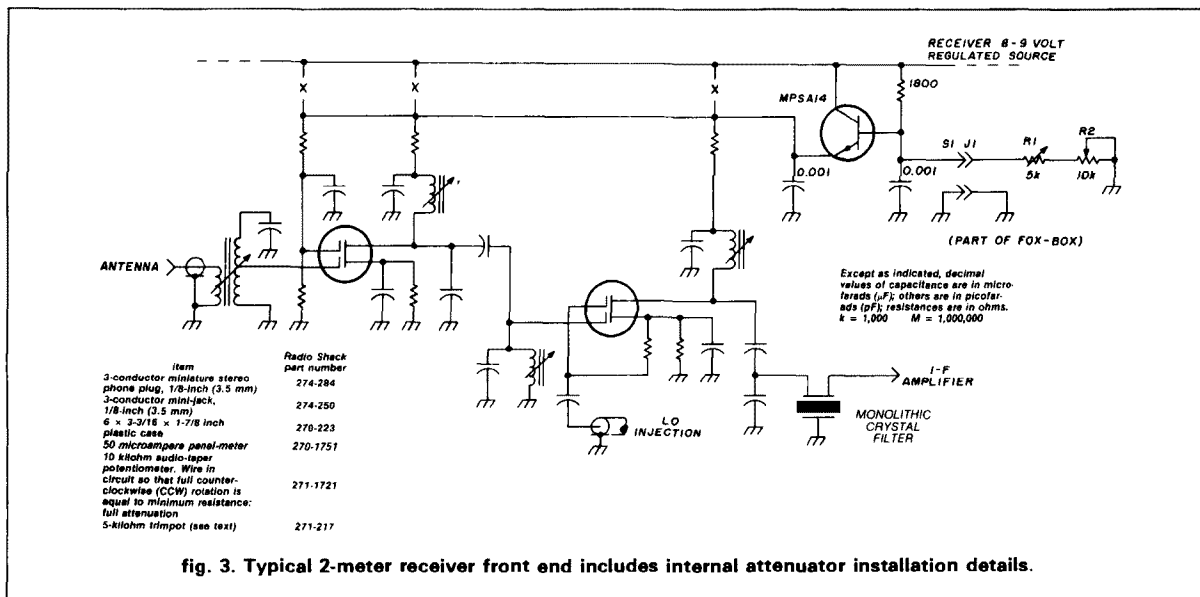 RECEIVER 8-9 VOLT
REGULATED SOURCE
X
X
X
MPSA14
1800
S1 J1
R1
R2
0.001
0.001
5k
10k
(PART OF FOX-BOX)
ANTENNA
Except as indicated, decimal
values of capacitance are in micro-
farads (μF); others are in picofar-
ads (pF); resistances are in ohms.
k = 1,000 M = 1,000,000
I-F
AMPLIFIER
LO
INJECTION
MONOLITHIC
CRYSTAL
FILTER
item
Radio Shack
part number
3-conductor miniature stereo
phone plug, 1/8-inch (3.5 mm) 274-284
3-conductor mini-jack,
1/8-inch (3.5 mm) 274-250
6 × 3-3/16 × 1-7/8 inch
plastic case 270-223
50 microampere panel-meter 270-1751
10 kilohm audio-taper
potentiometer. Wire in
circuit so that full counter-
clockwise (CCW) rotation is
equal to minimum resistance:
full attenuation 271-1721
5-kilohm trimpot (see text) 271-217
fig. 3. Typical 2-meter receiver front end includes internal attenuator installation details.